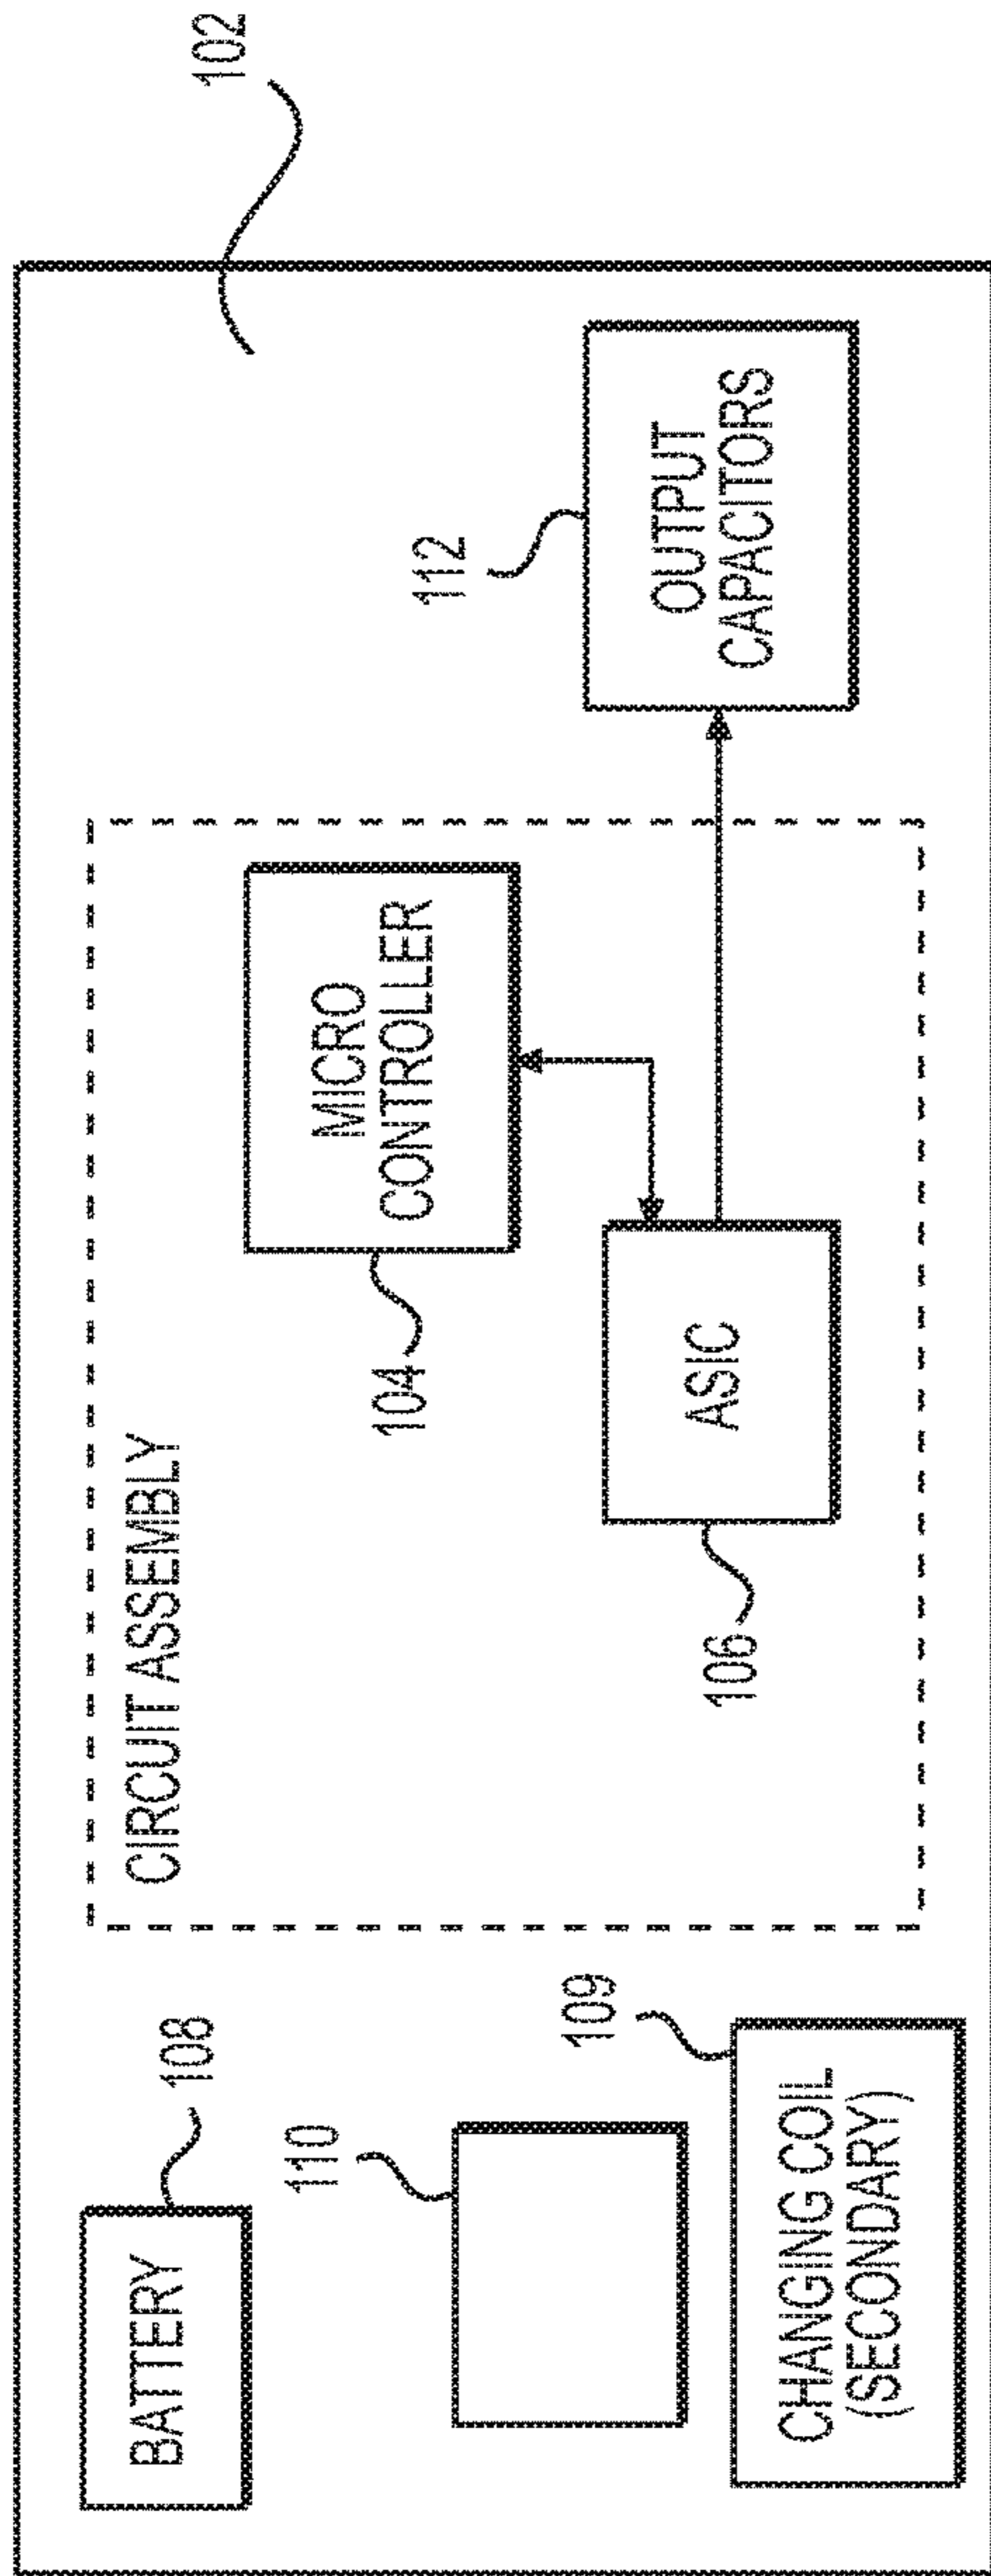 102
BATTERY
108
CIRCUIT ASSEMBLY
MICRO
CONTROLLER
104
112
OUTPUT
CAPACITORS
110
ASIC
106
109
CHANGING COIL
(SECONDARY)